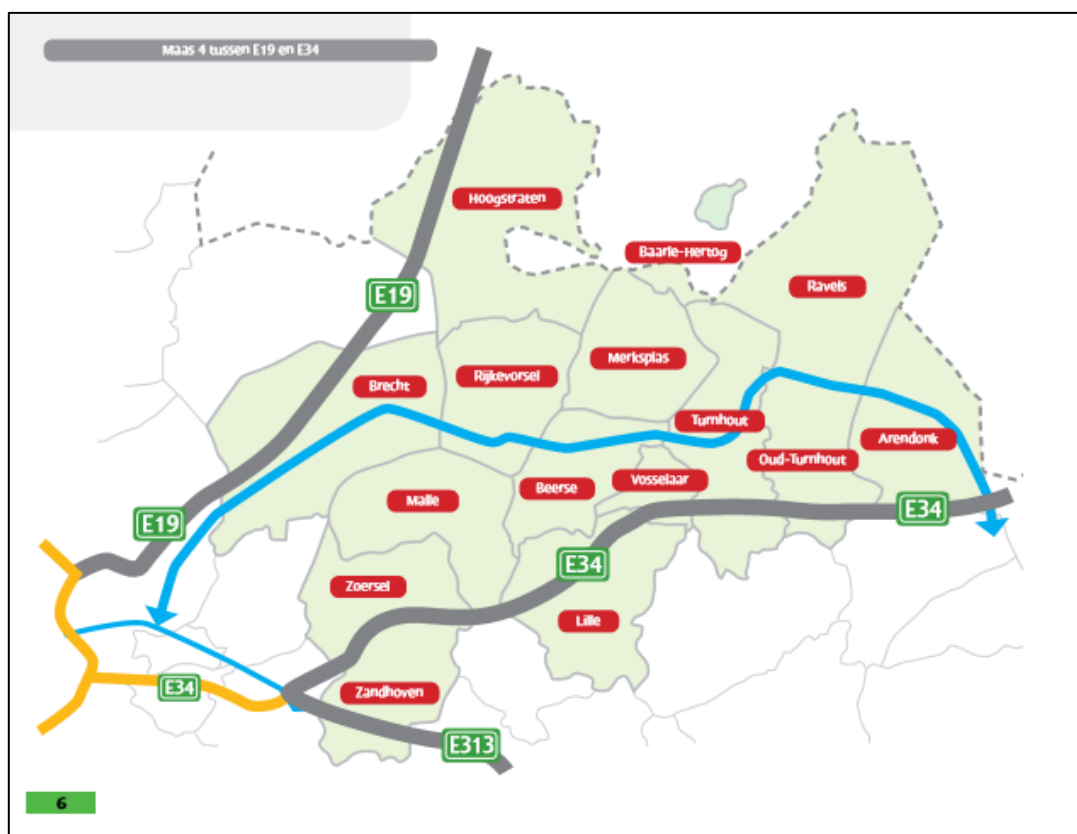 Maas 4 tussen E19 en E34
Hoogstraten
Baarle-Hertog
Ravels
E19
Merksplas
Rijkevorsel
Brecht
Turnhout
Arendonk
Oud-Turnhout
Vosselaar
Beerse
Malle
E34
E19
E34
Zoersel
Lille
E34
Zandhoven
E313
6